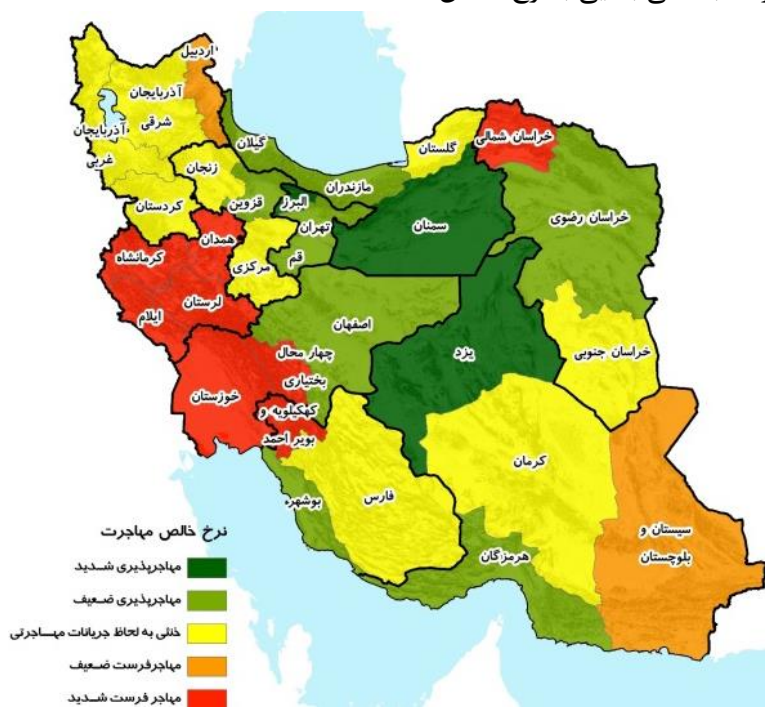 اردبیل
آذربایجان
شرقی
آذربایجان
غربی
گیلان
زنجان
کردستان
قزوین
البرز
مازندران
گلستان
خراسان شمالی
خراسان رضوی
سمنان
تهران
قم
مرکزی
همدان
کرمانشاه
لرستان
ایلام
اصفهان
یزد
خراسان جنوبی
چهار محال
بختیاری
خوزستان
کهکیلویه و
بویر احمد
فارس
کرمان
بوشهر
هرمزگان
سیستان و
بلوچستان
نرخ خالص مهاجرت
مهاجرپذیری شدید
مهاجرپذیری ضعیف
خنثی به لحاظ جریانات مهاجرتی
مهاجرفرست ضعیف
مهاجر فرست شدید